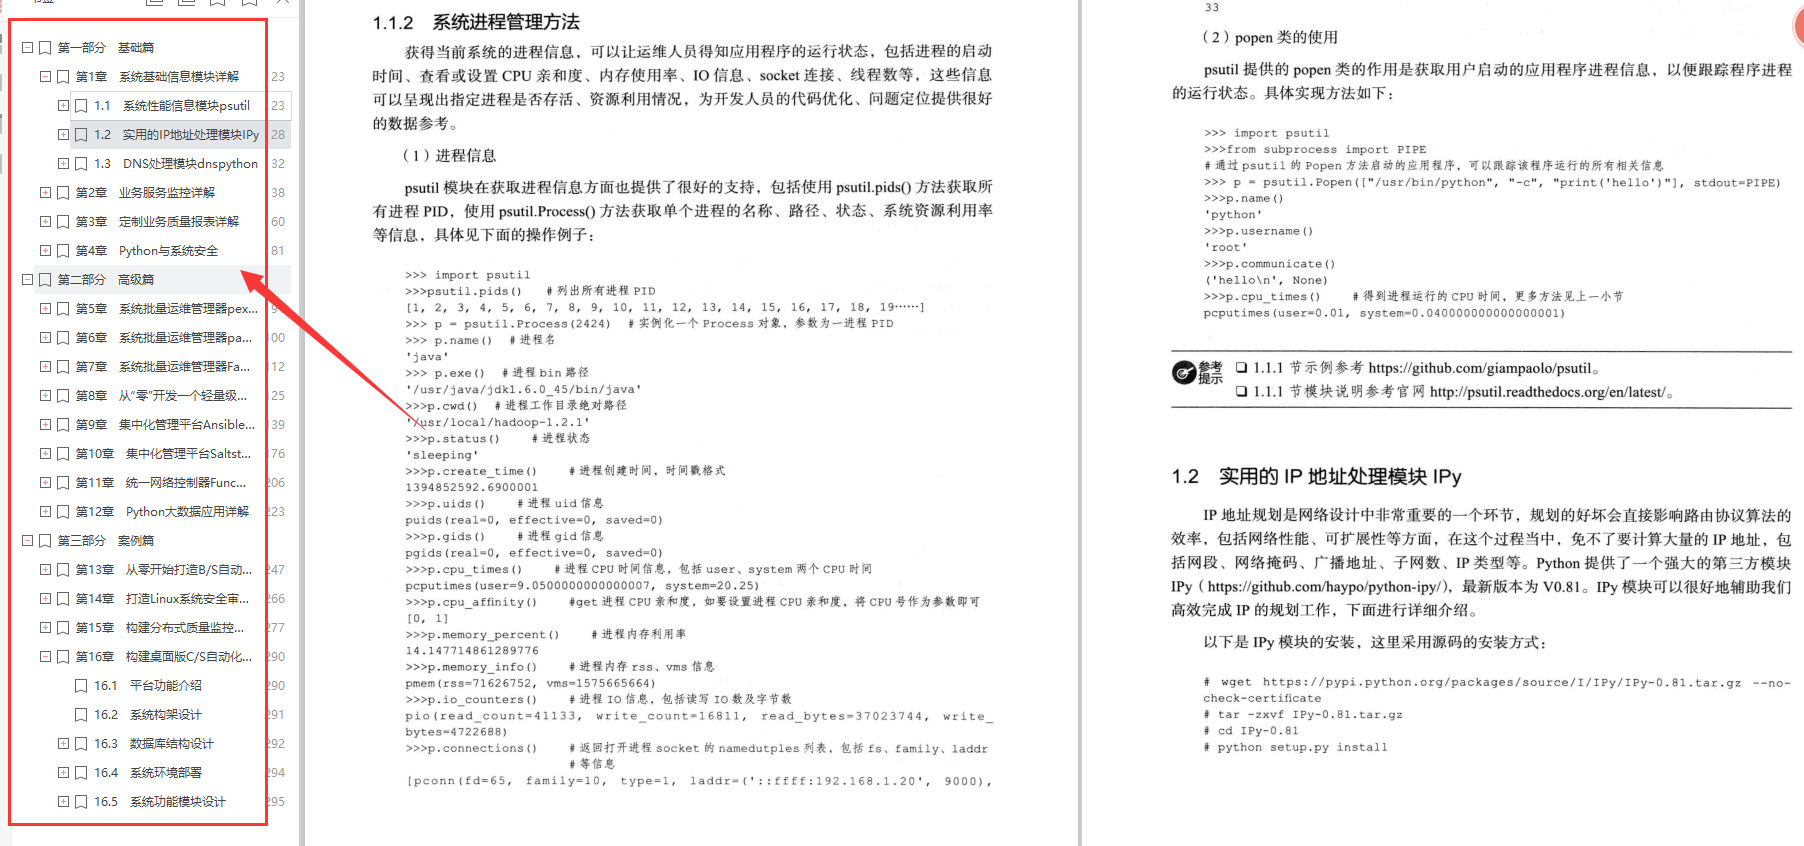 第一部分 基础篇
第1章 系统基础信息模块详解 23
1.1 系统性能信息模块psutil 23
1.2 实用的IP地址处理模块IPy 28
1.3 DNS处理模块dnspython 32
第2章 业务服务监控详解 38
第3章 定制业务质量报表详解 60
第4章 Python与系统安全 81
第二部分 高级篇
第5章 系统批量运维管理器pex...
第6章 系统批量运维管理器pa... 100
第7章 系统批量运维管理器Fa... 112
第8章 从“零”开发一个轻量级... 125
第9章 集中化管理平台Ansible... 139
第10章 集中化管理平台Saltst... 176
第11章 统一网络控制器Func... 206
第12章 Python大数据应用详解 223
第三部分 案例篇
第13章 从零开始打造B/S自动... 247
第14章 打造Linux系统安全审... 266
第15章 构建分布式质量监控... 277
第16章 构建桌面版C/S自动化... 290
16.1 平台功能介绍 290
16.2 系统构架设计 291
16.3 数据库结构设计 292
16.4 系统环境部署 294
16.5 系统功能模块设计 295
1.1.2 系统进程管理方法
获得当前系统的进程信息，可以让运维人员得知应用程序的运行状态，包括进程的启动
时间、查看或设置 CPU 亲和度、内存使用率、IO 信息、socket 连接、线程数等，这些信息
可以呈现出指定进程是否存活、资源利用情况，为开发人员的代码优化、问题定位提供很好
的数据参考。
（1）进程信息
psutil 模块在获取进程信息方面也提供了很好的支持，包括使用 psutil.pids() 方法获取所
有进程 PID，使用 psutil.Process() 方法获取单个进程的名称、路径、状态、系统资源利用率
等信息，具体见下面的操作例子：
>>> import psutil
>>>psutil.pids() #列出所有进程 PID
[1, 2, 3, 4, 5, 6, 7, 8, 9, 10, 11, 12, 13, 14, 15, 16, 17, 18, 19……]
>>> p = psutil.Process(2424) #实例化一个 Process 对象，参数为一进程 PID
>>> p.name() #进程名
'java'
>>> p.exe() #进程 bin 路径
'/usr/java/jdk1.6.0_45/bin/java'
>>>p.cwd() #进程工作目录绝对路径
'/usr/local/hadoop-1.2.1'
>>>p.status() #进程状态
'sleeping'
>>>p.create_time() #进程创建时间，时间戳格式
1394852592.6900001
>>>p.uids() #进程 uid 信息
puids(real=0, effective=0, saved=0)
>>>p.gids() #进程 gid 信息
pgids(real=0, effective=0, saved=0)
>>>p.cpu_times() #进程 CPU 时间信息，包括 user、system 两个 CPU 时间
pcputimes(user=9.0500000000000007, system=20.25)
>>>p.cpu_affinity() #get 进程 CPU 亲和度，如要设置进程 CPU 亲和度，将 CPU 号作为参数即可
[0, 1]
>>>p.memory_percent() #进程内存利用率
14.147714861289776
>>>p.memory_info() #进程内存 rss、vms 信息
pmem(rss=71626752, vms=1575665664)
>>>p.io_counters() #进程 IO 信息，包括读写 IO 数及字节数
pio(read_count=41133, write_count=16811, read_bytes=37023744, write_
bytes=4722688)
>>>p.connections() #返回打开进程 socket 的 namedutples 列表，包括 fs、family、laddr
#等信息
[pconn(fd=65, family=10, type=1, laddr=('::ffff:192.168.1.20', 9000),
33
（2）popen 类的使用
psutil 提供的 popen 类的作用是获取用户启动的应用程序进程信息，以便跟踪程序进程
的运行状态。具体实现方法如下：
>>> import psutil
>>>from subprocess import PIPE
#通过 psutil 的 Popen 方法启动的应用程序，可以跟踪该程序运行的所有相关信息
>>> p = psutil.Popen(["/usr/bin/python", "-c", "print('hello')"], stdout=PIPE)
>>>p.name()
'python'
>>>p.username()
'root'
>>>p.communicate()
('hello\n', None)
>>>p.cpu_times() #得到进程运行的 CPU 时间，更多方法见上一小节
pcputimes(user=0.01, system=0.040000000000000001)
参考
提示
❏ 1.1.1 节示例参考 https://github.com/giampaolo/psutil。
❏ 1.1.1 节模块说明参考官网 http://psutil.readthedocs.org/en/latest/。
1.2 实用的 IP 地址处理模块 IPy
IP 地址规划是网络设计中非常重要的一个环节，规划的好坏会直接影响路由协议算法的
效率，包括网络性能、可扩展性等方面，在这个过程当中，免不了要计算大量的 IP 地址，包
括网段、网络掩码、广播地址、子网数、IP 类型等。Python 提供了一个强大的第三方模块
IPy（https://github.com/haypo/python-ipy/），最新版本为 V0.81。IPy 模块可以很好地辅助我们
高效完成 IP 的规划工作，下面进行详细介绍。
以下是 IPy 模块的安装，这里采用源码的安装方式：
# wget https://pypi.python.org/packages/source/I/IPy/IPy-0.81.tar.gz --no-
check-certificate
# tar -zxvf IPy-0.81.tar.gz
# cd IPy-0.81
# python setup.py install